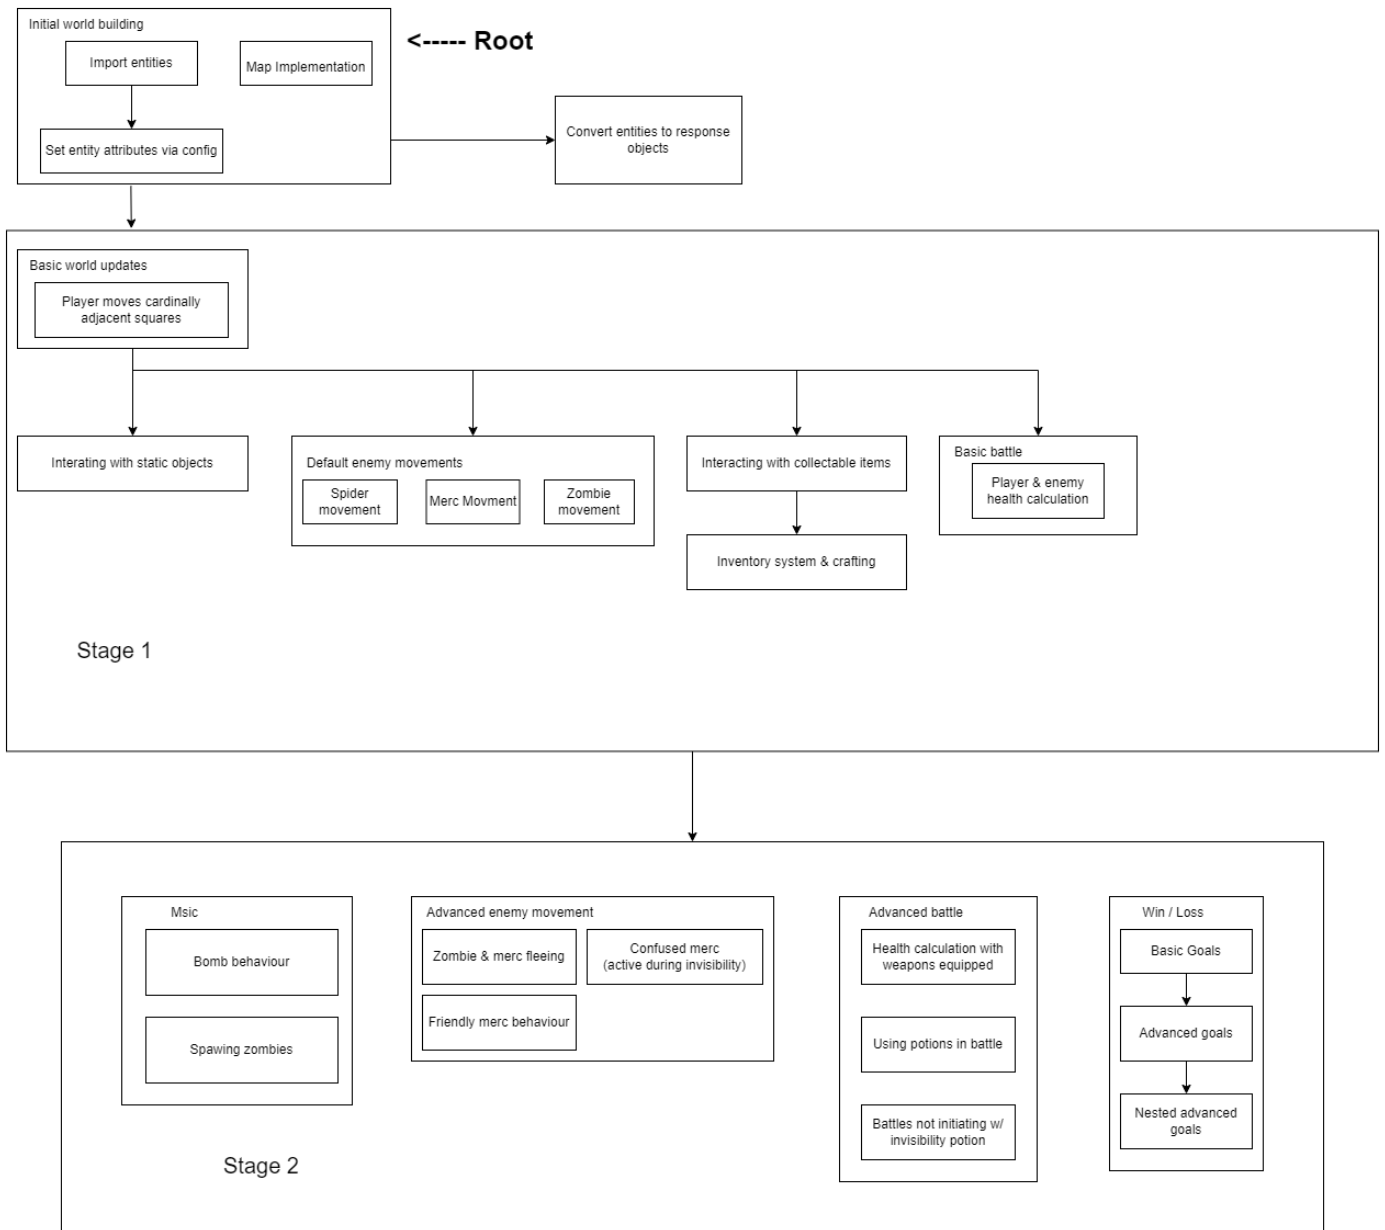 Initial world building
<----- Root
Import entities
Map Implementation
Set entity attributes via config
Convert entities to response
objects
Basic world updates
Player moves cardinally
adjacent squares
Interating with static objects
Default enemy movements
Spider
movement
Merc Movment
Zombie
movement
Interacting with collectable items
Inventory system & crafting
Basic battle
Player & enemy
health calculation
Stage 1
Msic
Bomb behaviour
Spawing zombies
Advanced enemy movement
Zombie & merc fleeing
Confused merc
(active during invisibility)
Friendly merc behaviour
Advanced battle
Health calculation with
weapons equipped
Using potions in battle
Battles not initiating w/
invisibility potion
Win / Loss
Basic Goals
Advanced goals
Nested advanced
goals
Stage 2